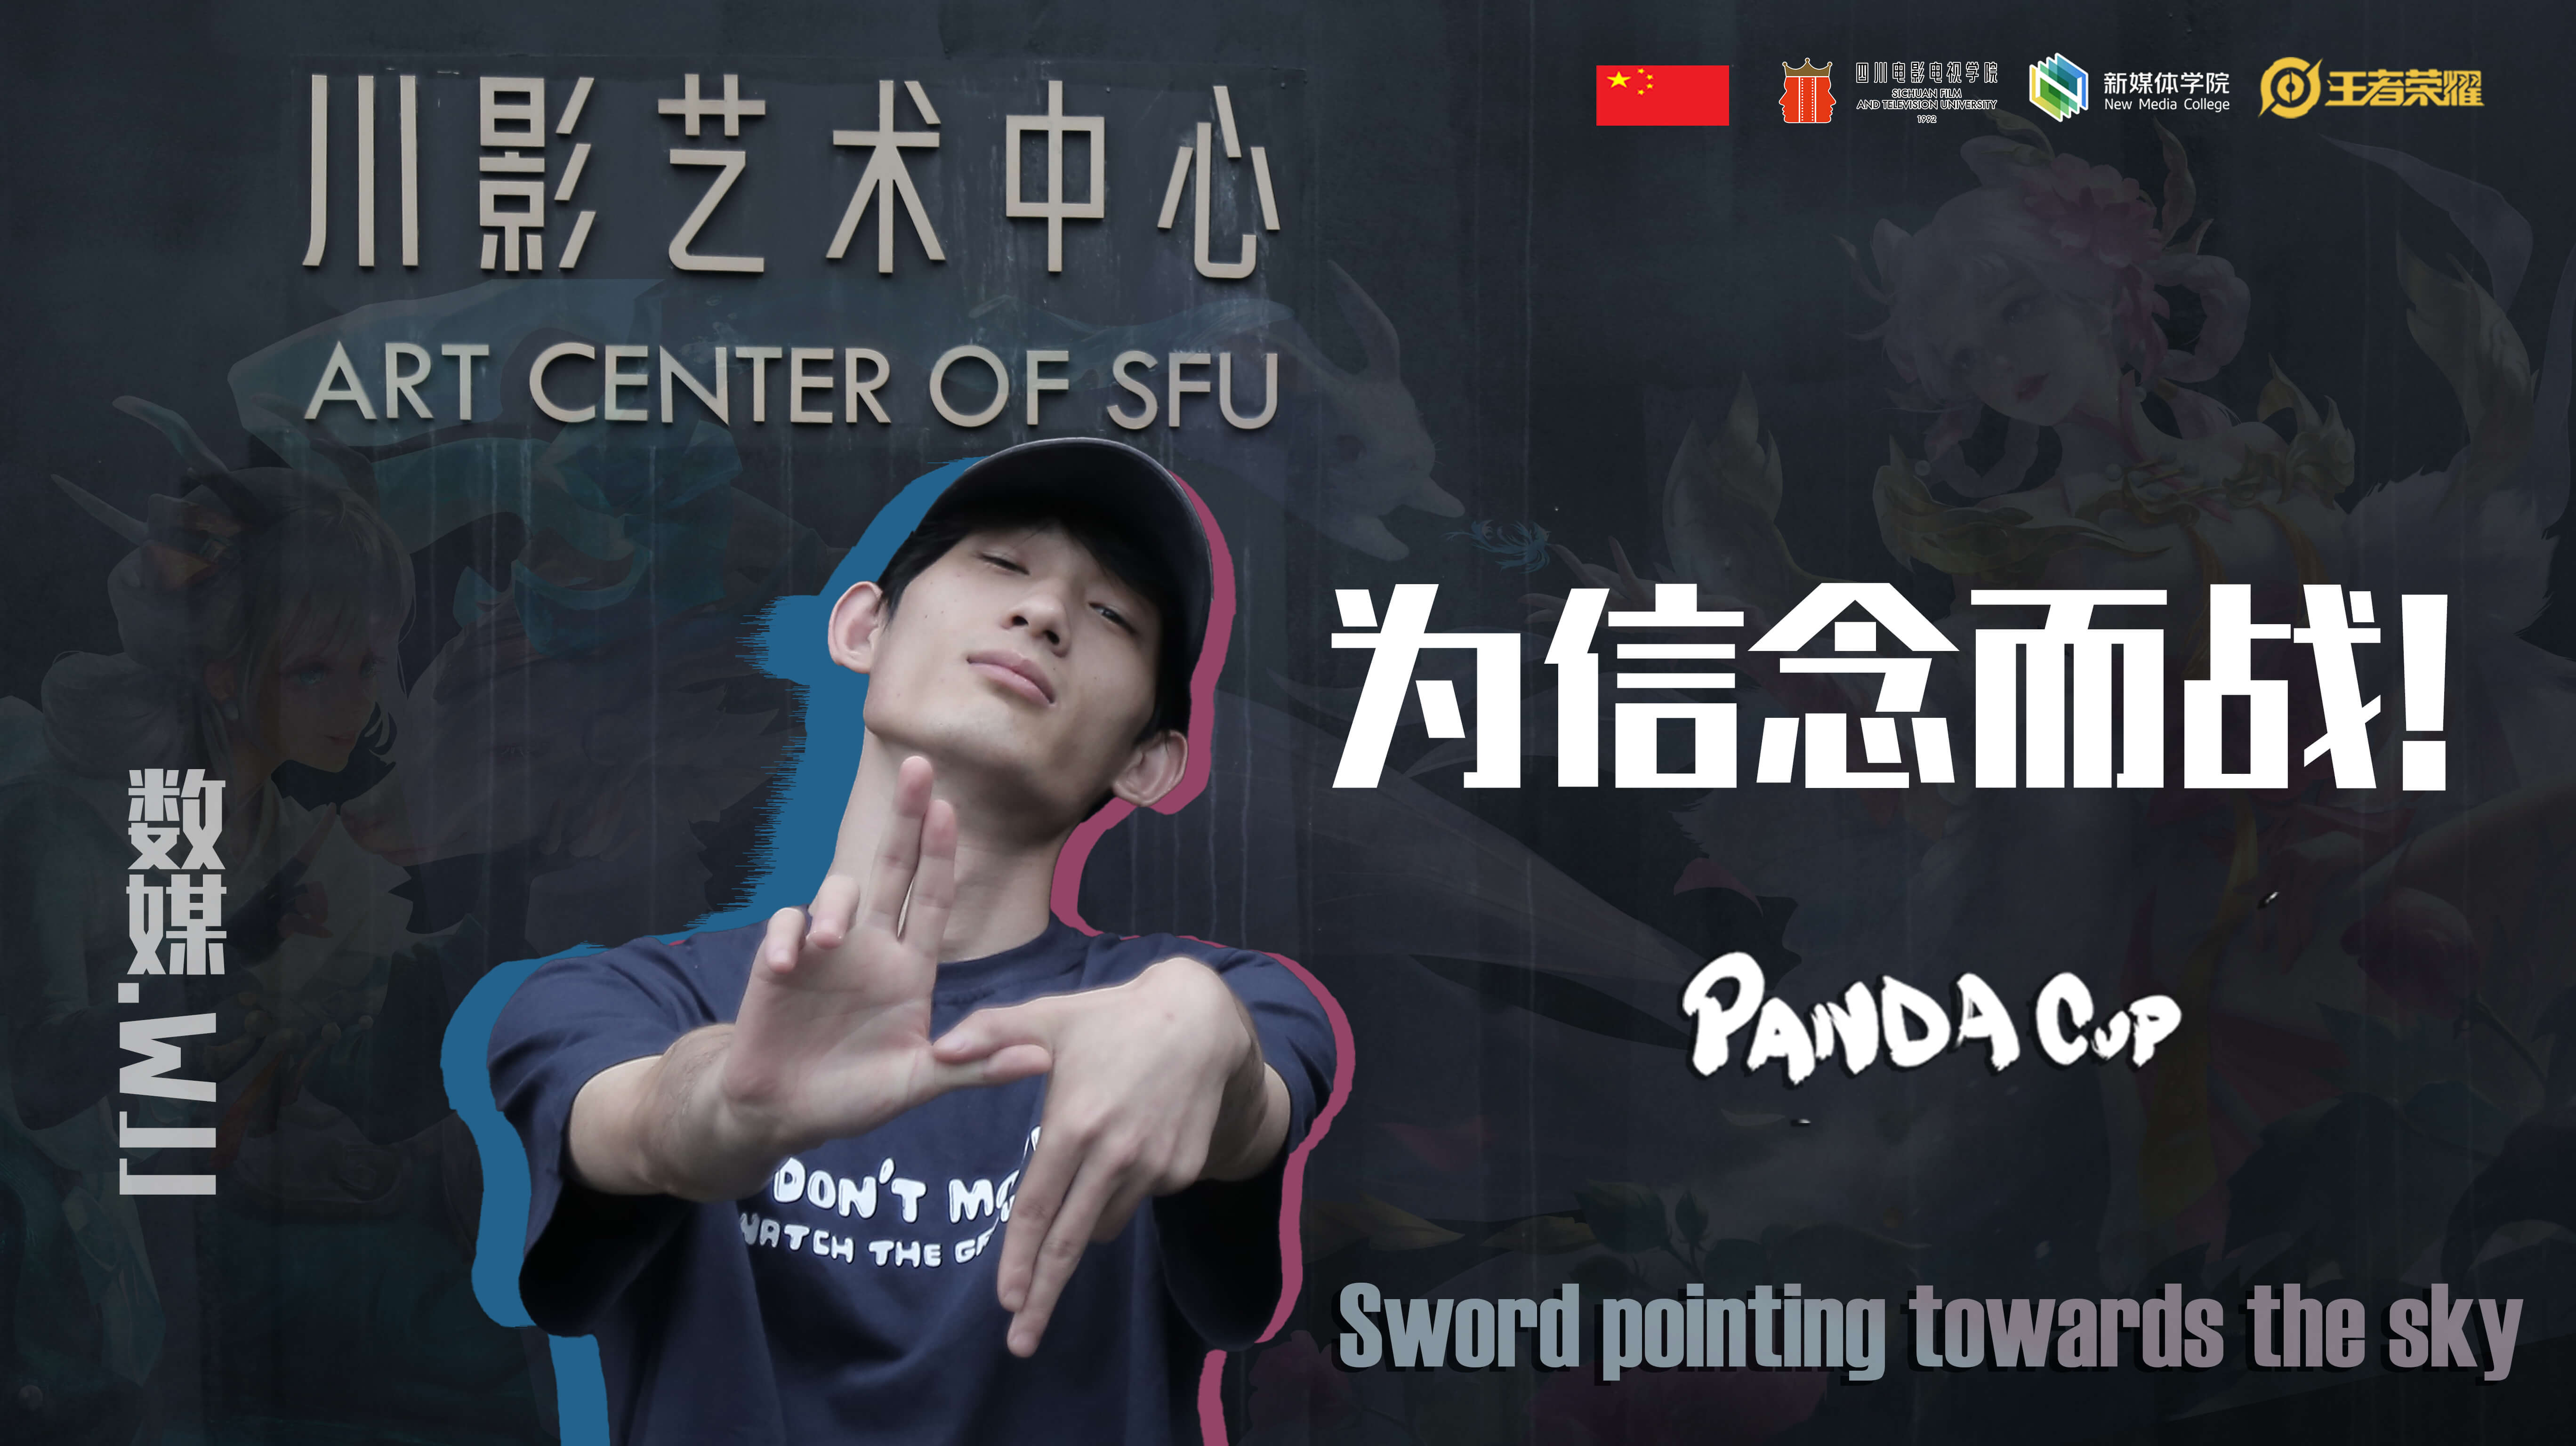 川影艺术中心
ART CENTER OF SFU
四川电影电视学院
SICHUAN FILM
AND TELEVISION UNIVERSITY
1992
新媒体学院
New Media College
王者荣耀
为信念而战!
数媒.
PANDA CUP
DON'T
WATCH THE
Sword pointing towards the sky